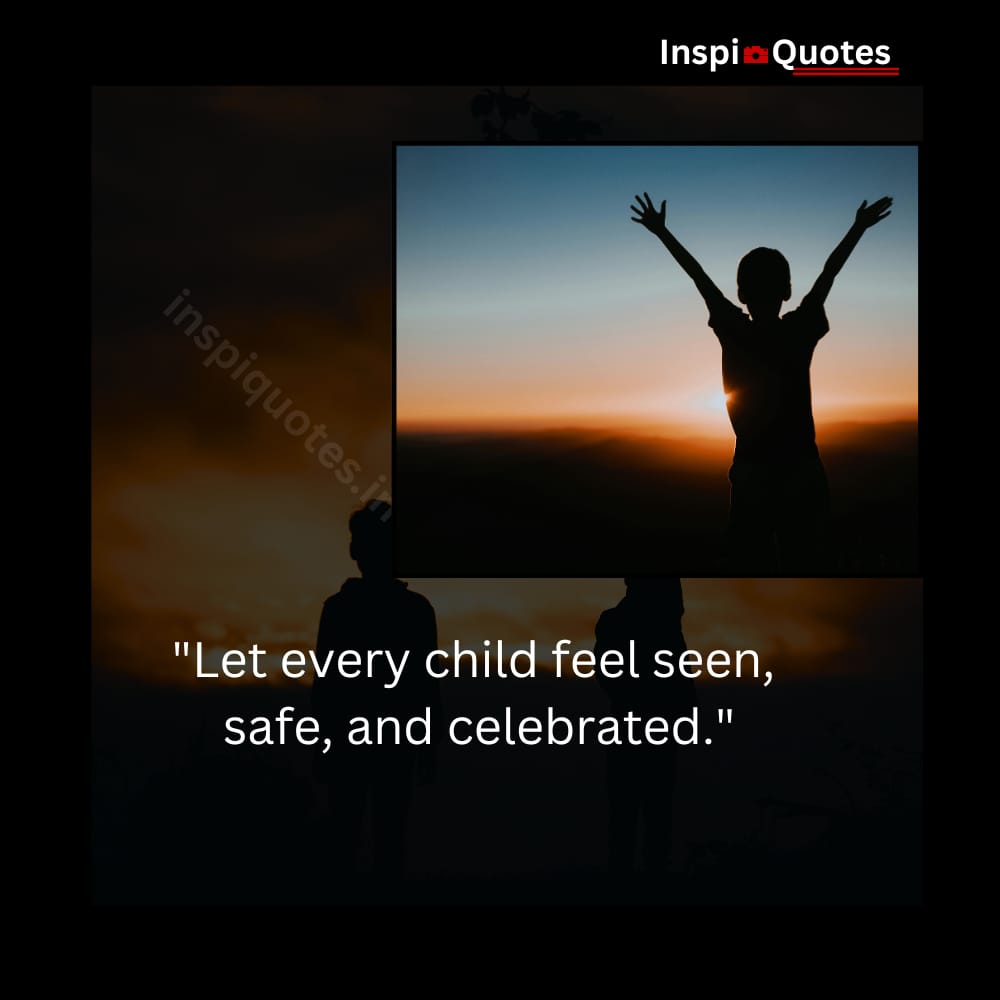 Inspi Quotes
inspiquotes.in
"Let every child feel seen,
safe, and celebrated."